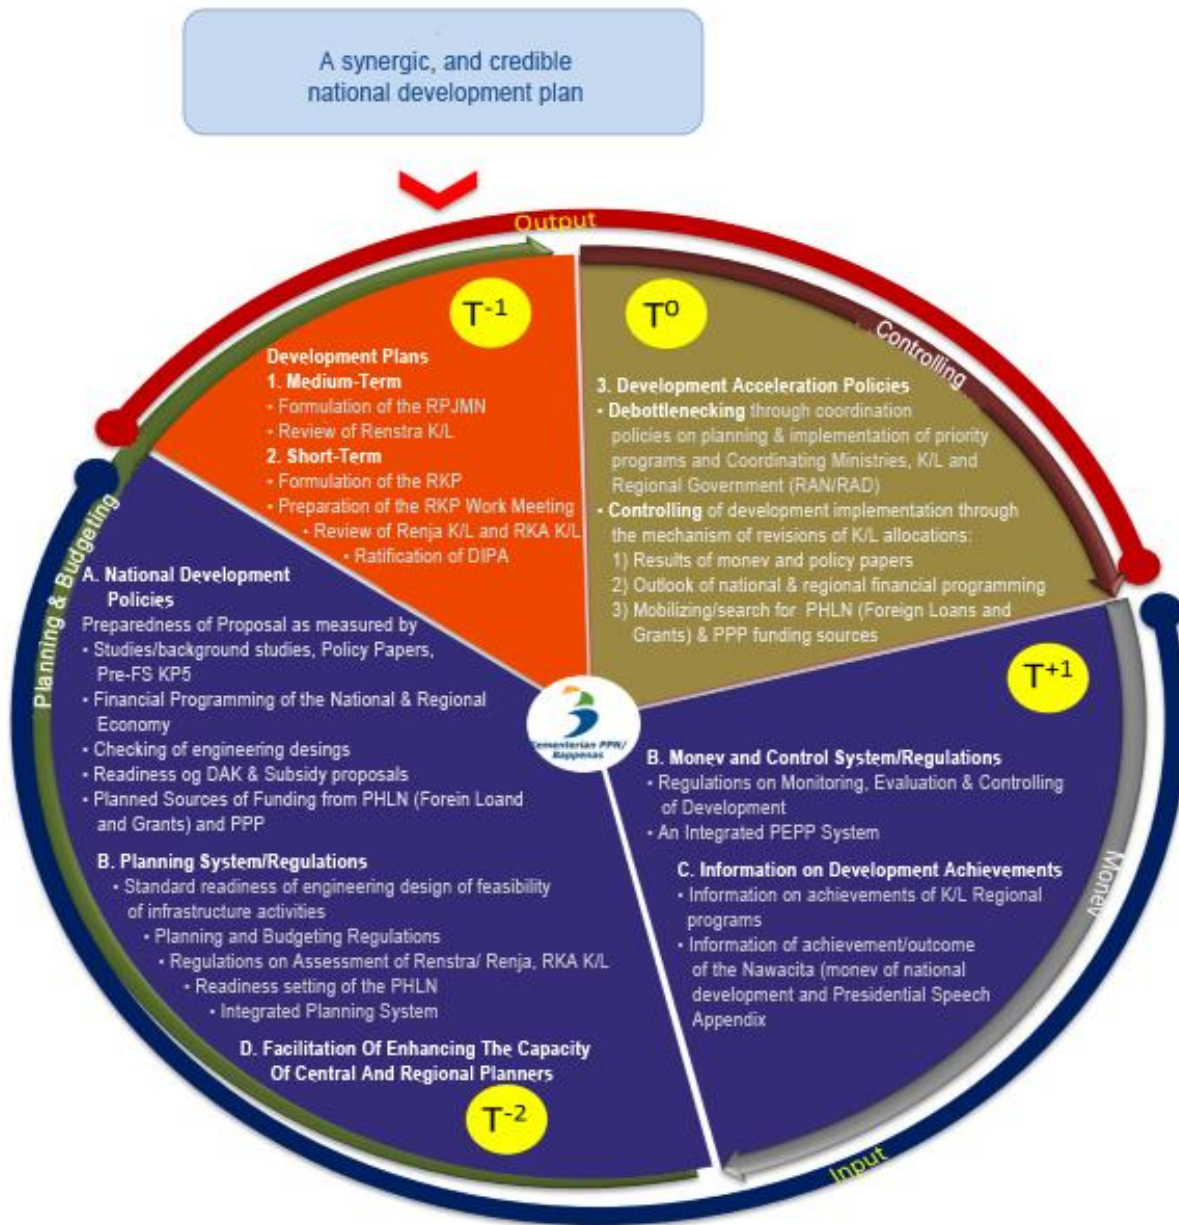 A synergic, and credible
national development plan
Output
T-1
Development Plans
1. Medium-Term
• Formulation of the RPJMN
• Review of Renstra K/L
2. Short-Term
• Formulation of the RKP
• Preparation of the RKP Work Meeting
• Review of Renja K/L and RKA K/L
• Ratification of DIPA
T0
Controlling
3. Development Acceleration Policies
• Debottlenecking through coordination
policies on planning & implementation of priority
programs and Coordinating Ministries, K/L and
Regional Government (RAN/RAD)
• Controlling of development implementation through
the mechanism of revisions of K/L allocations:
1) Results of monev and policy papers
2) Outlook of national & regional financial programming
3) Mobilizing/search for PHLN (Foreign Loans and
Grants) & PPP funding sources
Planning & Budgeting
A. National Development
Policies
Preparedness of Proposal as measured by
• Studies/background studies, Policy Papers,
Pre-FS KP5
• Financial Programming of the National & Regional
Economy
• Checking of engineering desings
• Readiness og DAK & Subsidy proposals
• Planned Sources of Funding from PHLN (Forein Loand
and Grants) and PPP
B. Planning System/Regulations
• Standard readiness of engineering design of feasibility
of infrastructure activities
• Planning and Budgeting Regulations
• Regulations on Assessment of Renstra/ Renja, RKA K/L
• Readiness setting of the PHLN
• Integrated Planning System
D. Facilitation Of Enhancing The Capacity
Of Central And Regional Planners
T-2
Kementerian PPN/
Bappenas
T+1
B. Monev and Control System/Regulations
• Regulations on Monitoring, Evaluation & Controlling
of Development
• An Integrated PEPP System
C. Information on Development Achievements
• Information on achievements of K/L Regional
programs
• Information of achievement/outcome
of the Nawacita (monev of national
development and Presidential Speech
Appendix
Monev
Input